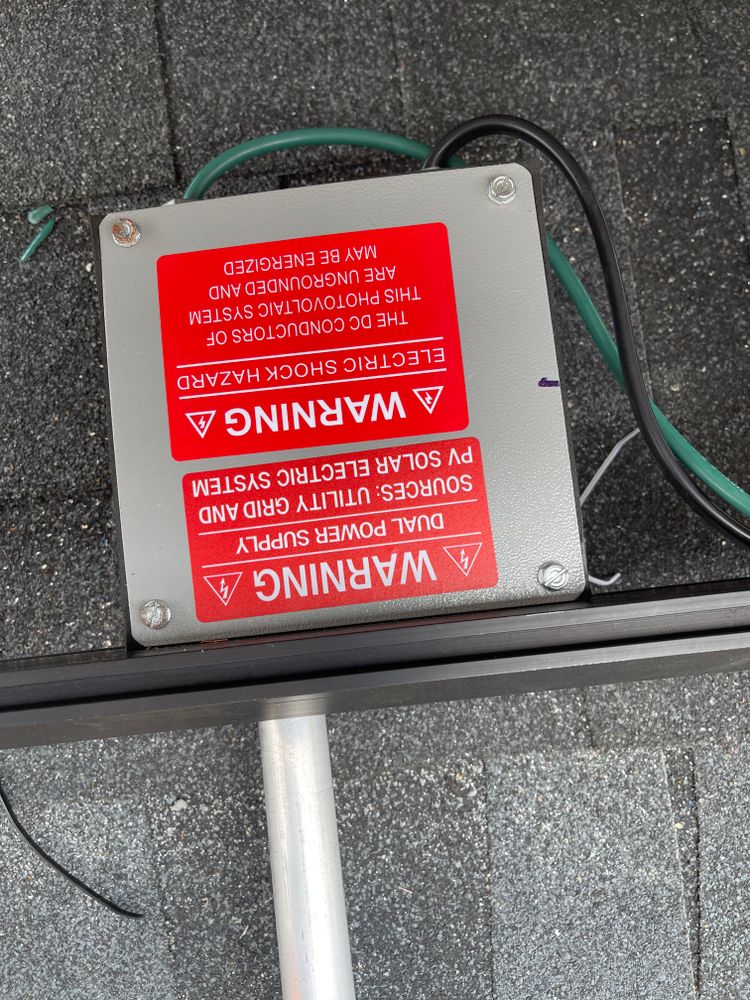 WARNING
DUAL POWER SUPPLY
SOURCES: UTILITY GRID AND
PV SOLAR ELECTRIC SYSTEM
WARNING
ELECTRIC SHOCK HAZARD
THE DC CONDUCTORS OF
THIS PHOTOVOLTAIC SYSTEM
ARE UNGROUNDED AND
MAY BE ENERGIZED